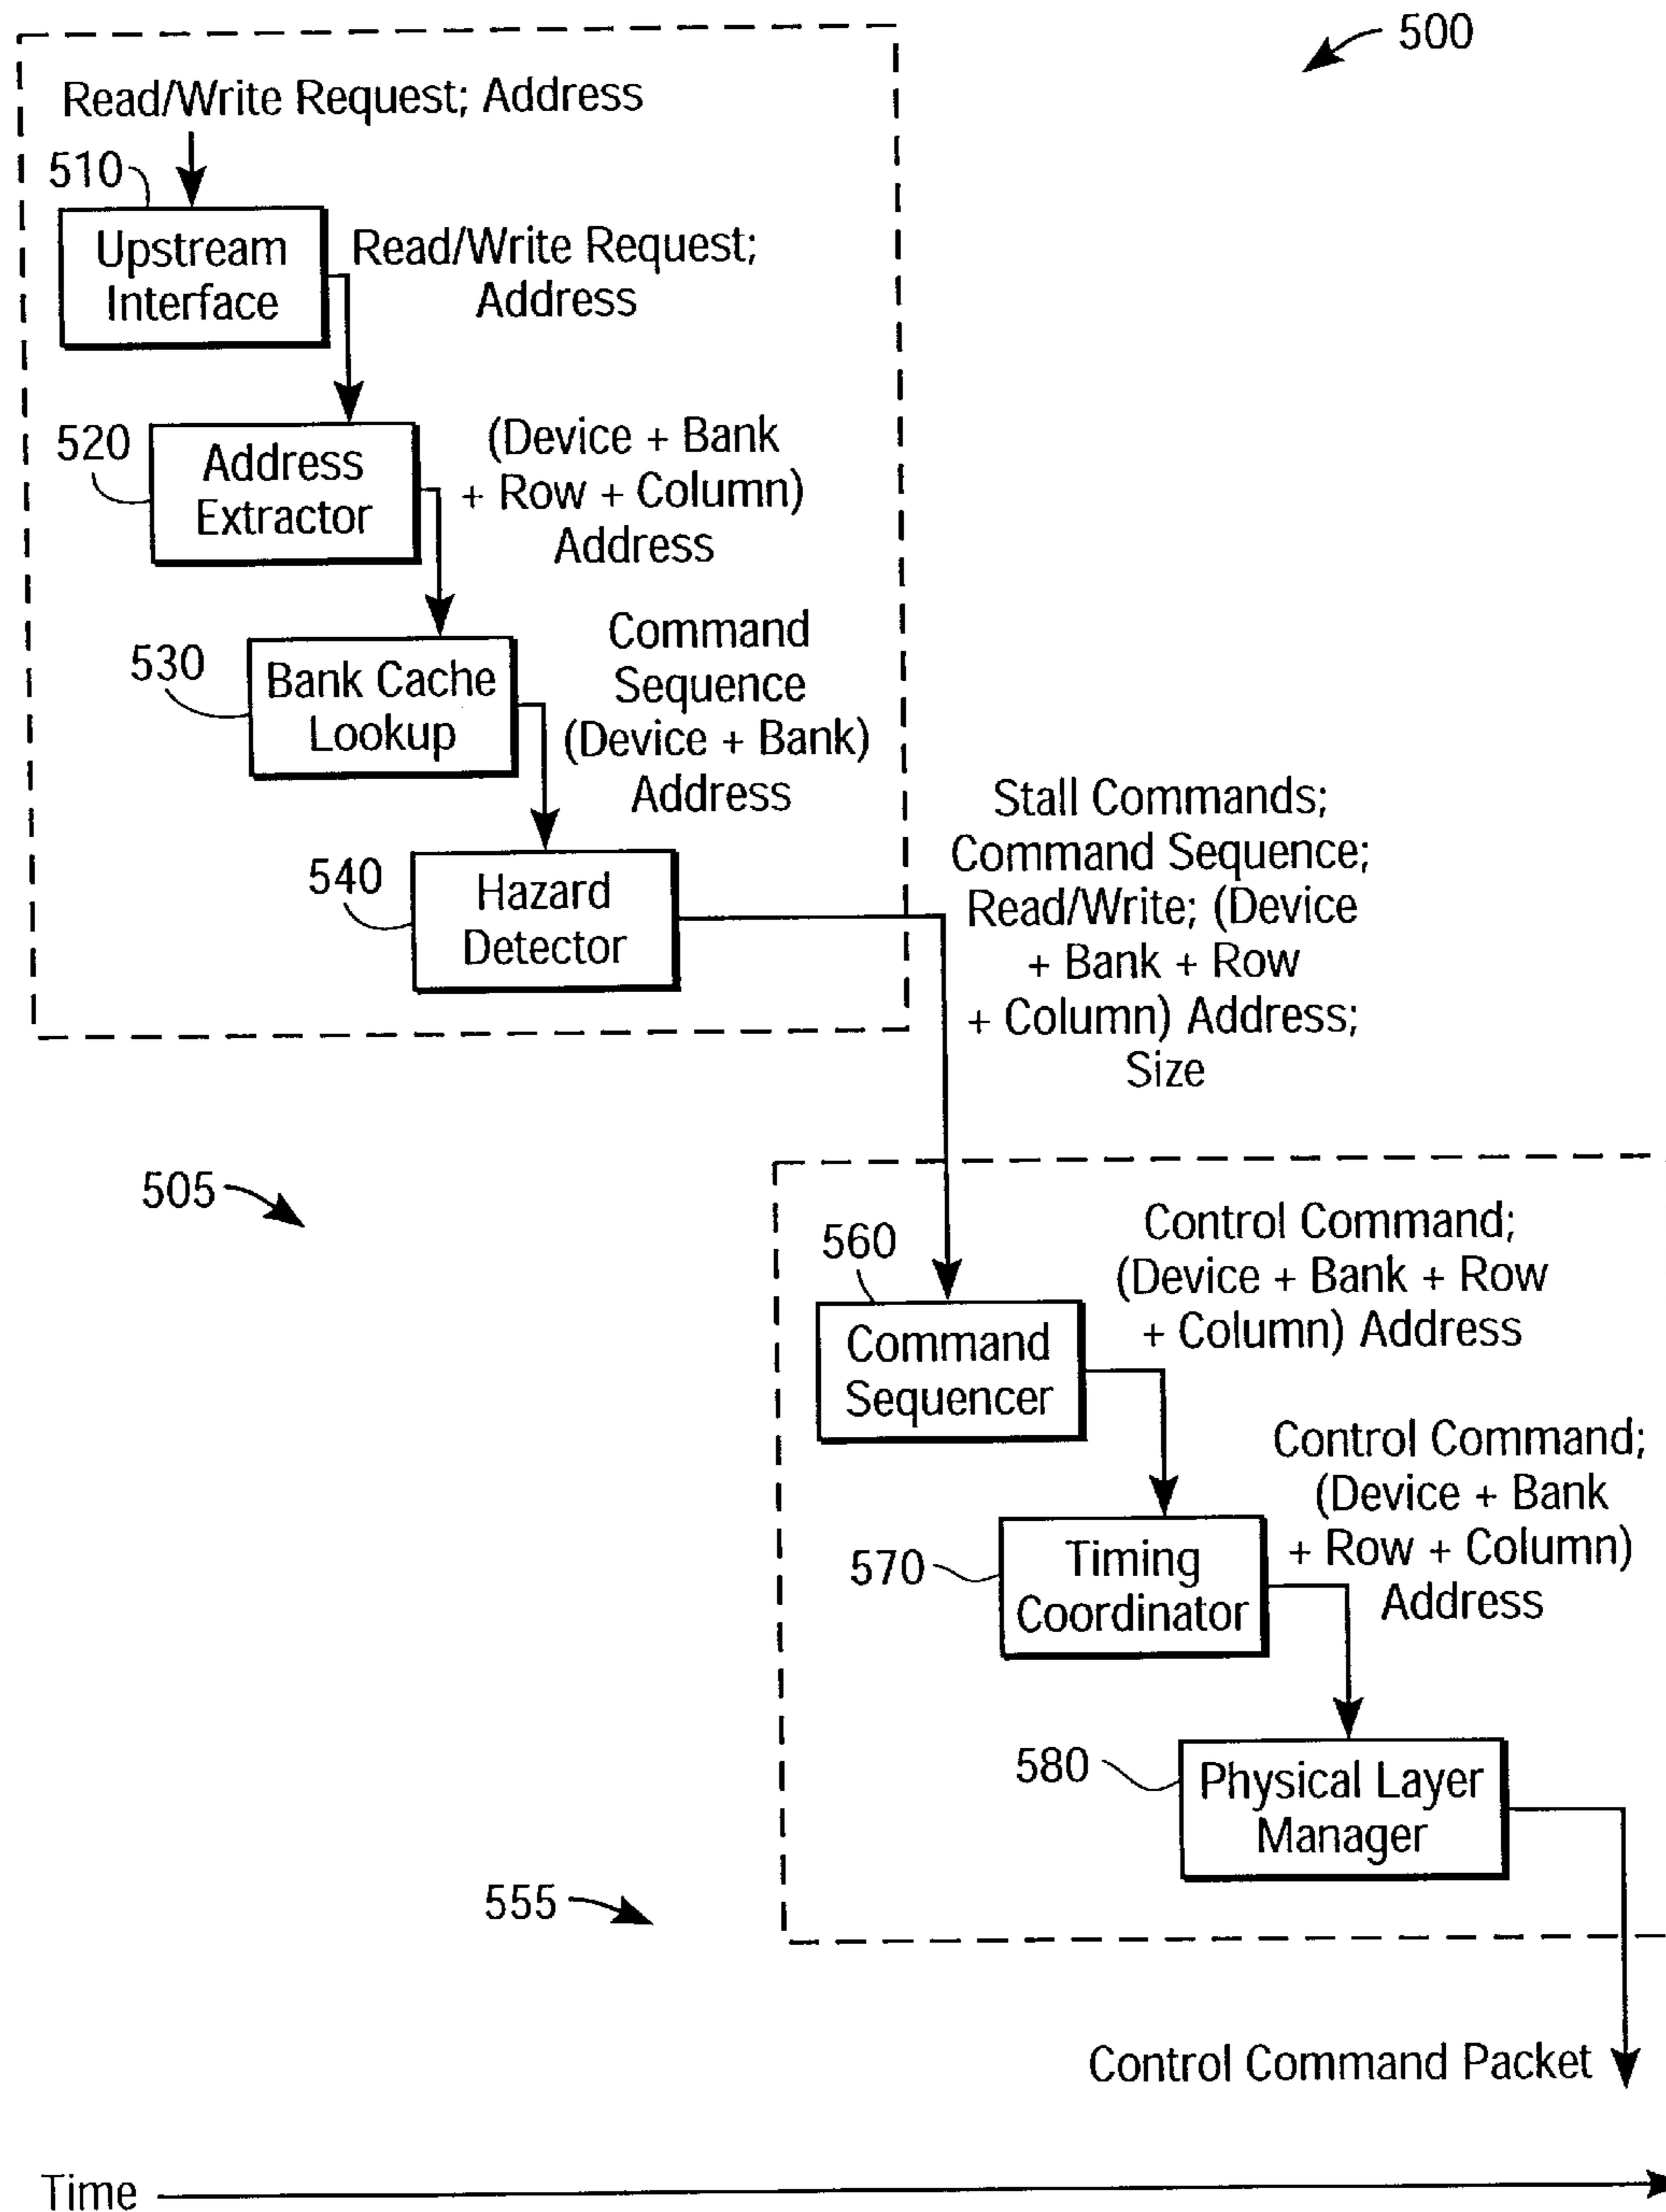 500
Read/Write Request; Address
510
Upstream
Interface
Read/Write Request;
Address
520
Address
Extractor
(Device + Bank
+ Row + Column)
Address
530
Bank Cache
Lookup
Command
Sequence
(Device + Bank)
Address
540
Hazard
Detector
Stall Commands;
Command Sequence;
Read/Write; (Device
+ Bank + Row
+ Column) Address;
Size
505
560
Command
Sequencer
Control Command;
(Device + Bank + Row
+ Column) Address
570
Timing
Coordinator
Control Command;
(Device + Bank
+ Row + Column)
Address
580
Physical Layer
Manager
555
Control Command Packet
Time